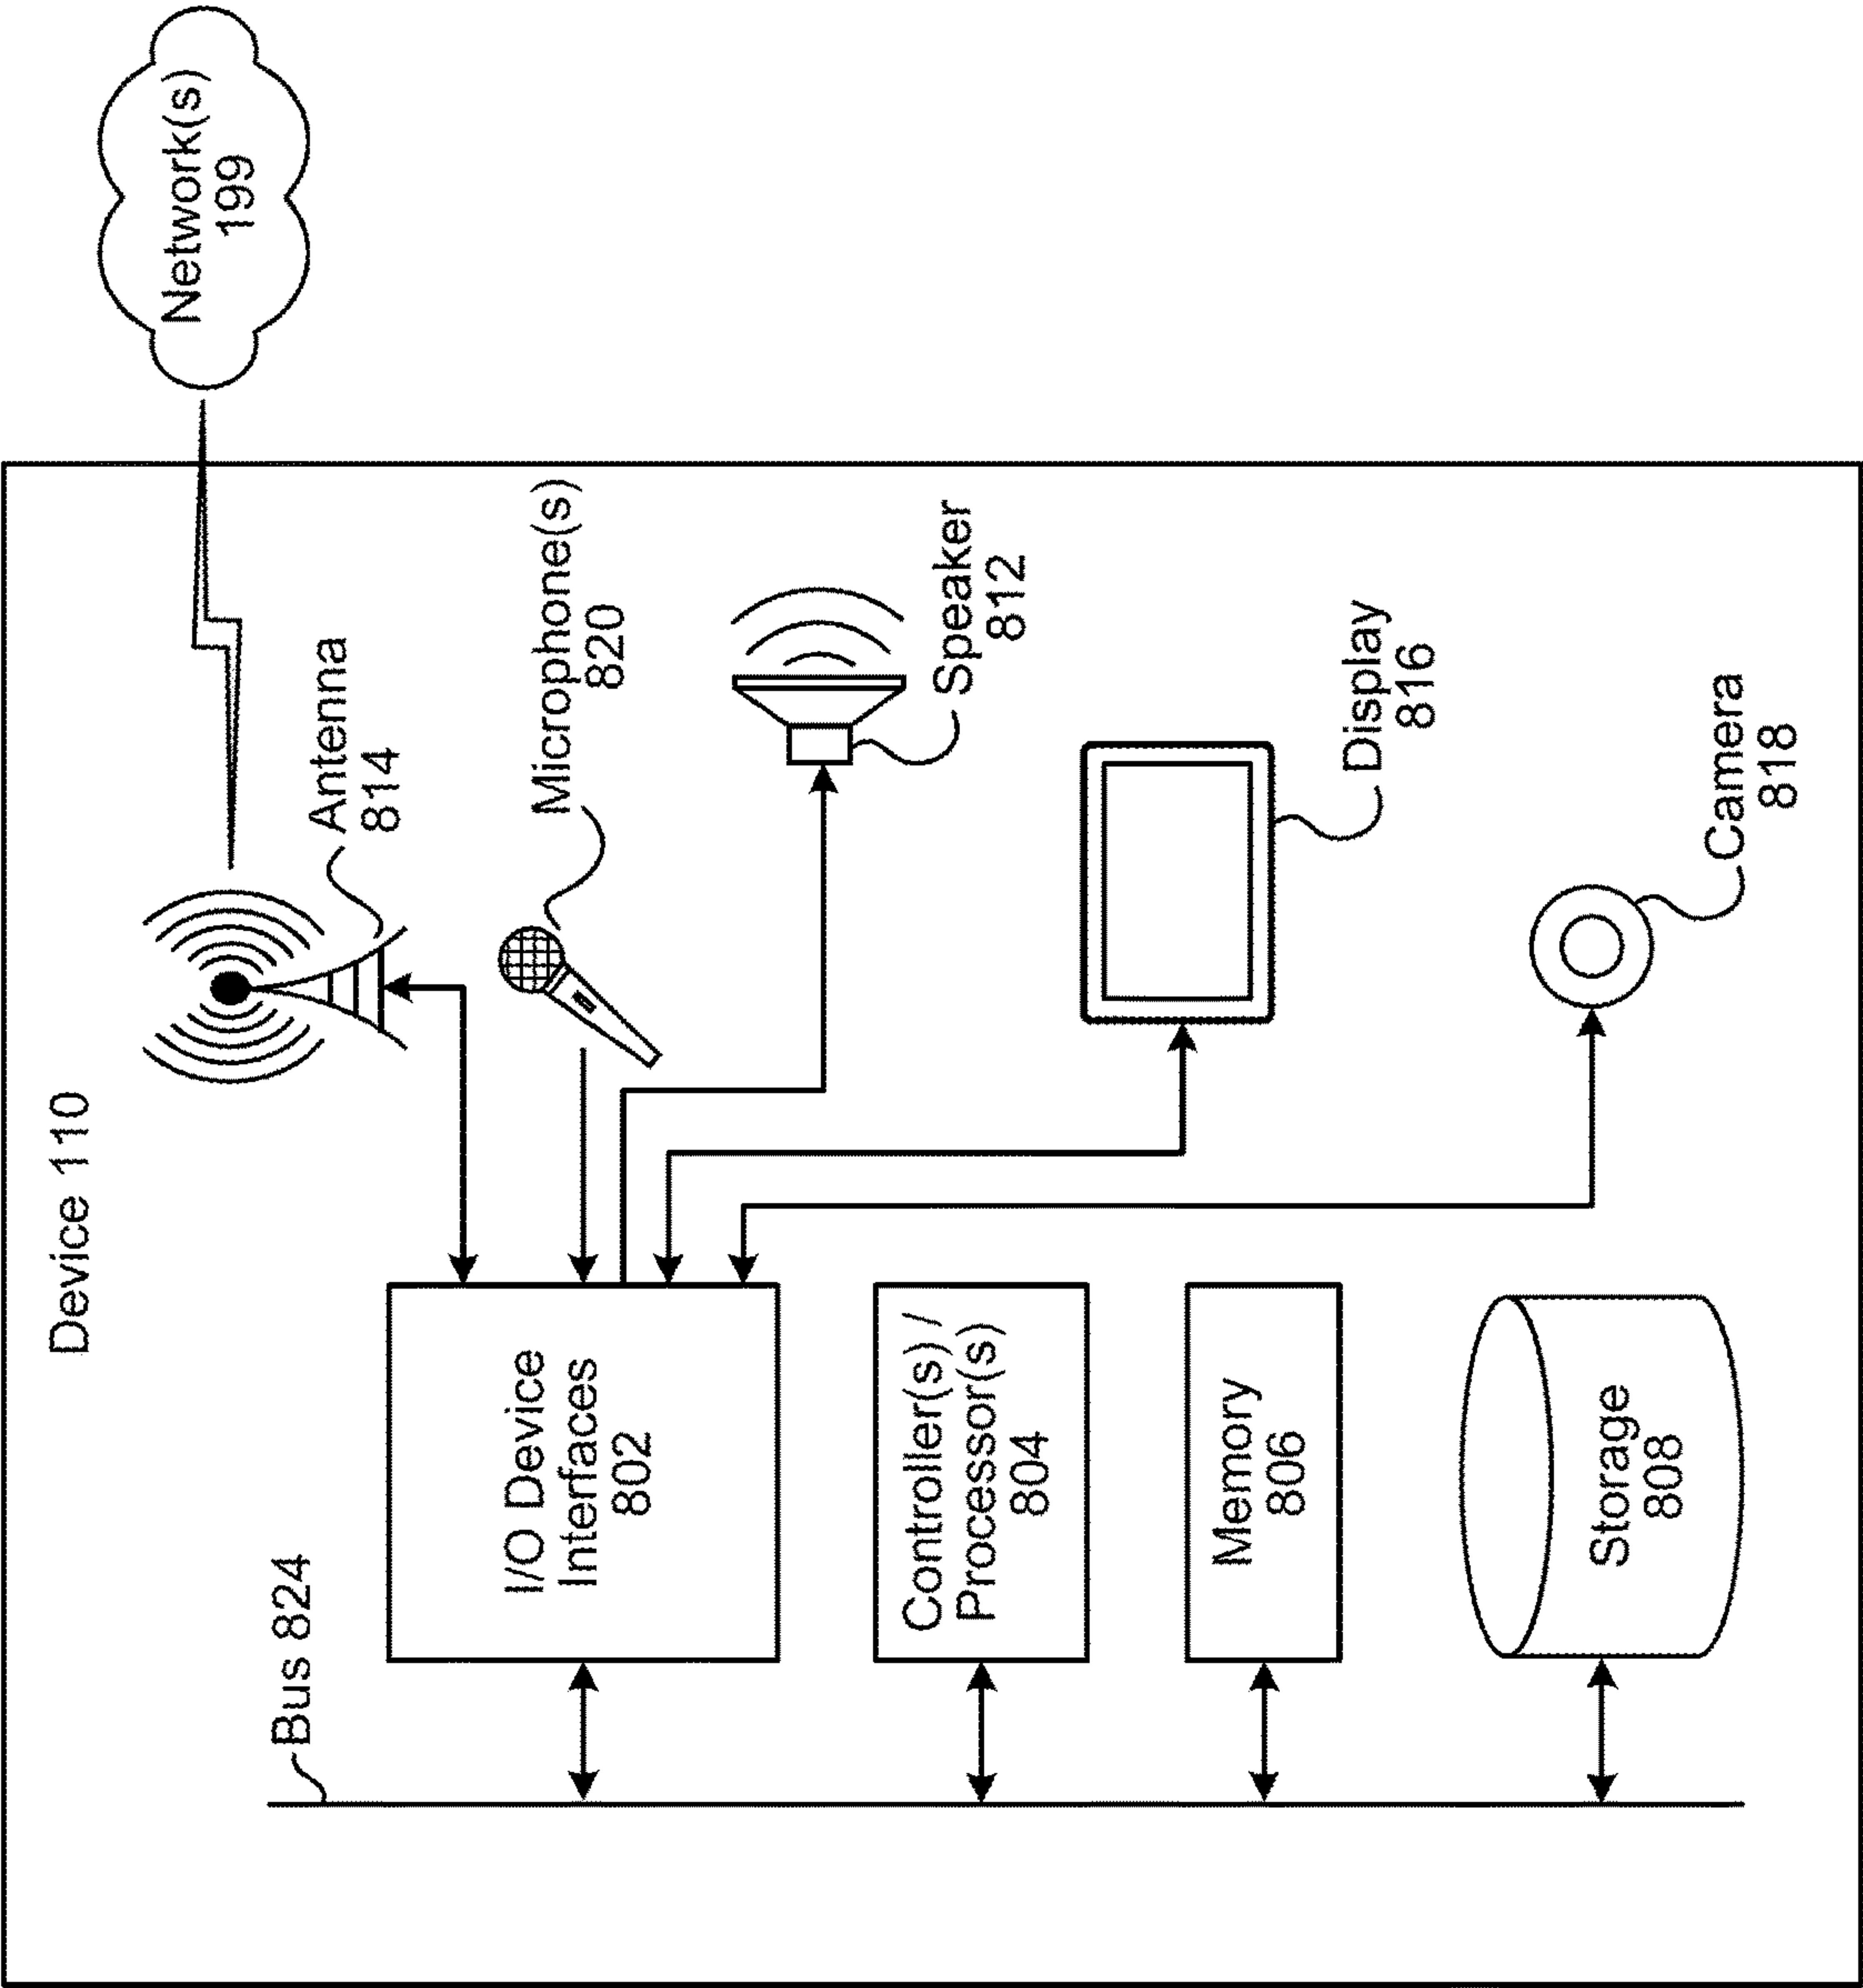 Device 110
Network(s)
199
Bus 824
Antenna
814
I/O Device
Interfaces
802
Microphone(s)
820
Controller(s) /
Processor(s)
804
Speaker
812
Memory
806
Display
816
Storage
808
Camera
818